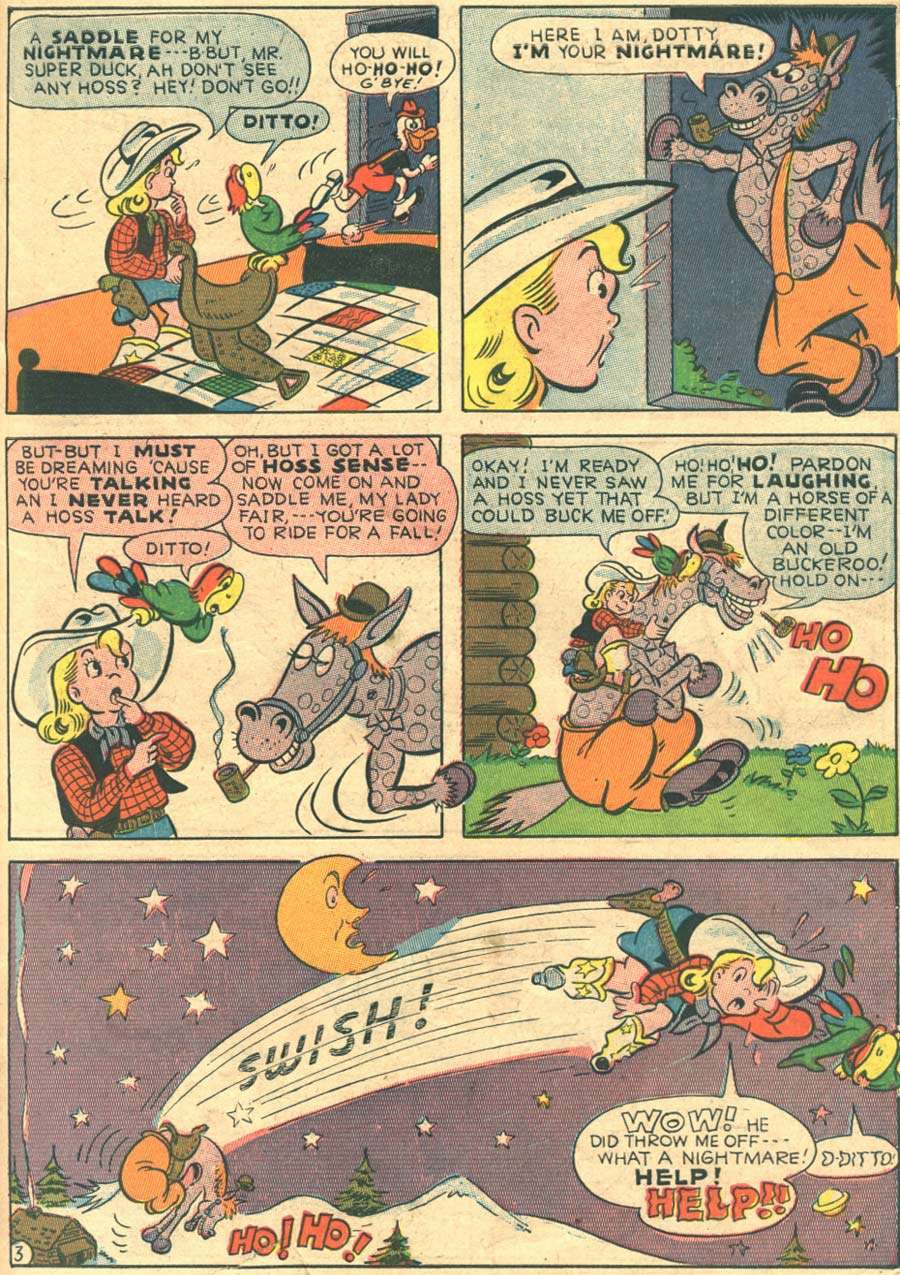 A SADDLE FOR MY
NIGHTMARE---B-BUT, MR.
SUPER DUCK, AH DON'T SEE
ANY HOSS? HEY! DON'T GO!!
DITTO!
YOU WILL
HO-HO-HO!
G'BYE!
HERE I AM, DOTTY,
I'M YOUR NIGHTMARE!
BUT-BUT I MUST
BE DREAMING 'CAUSE
YOU'RE TALKING
AN I NEVER HEARD
A HOSS TALK!
DITTO!
OH, BUT I GOT A LOT
OF HOSS SENSE--
NOW COME ON AND
SADDLE ME, MY LADY
FAIR,---YOU'RE GOING
TO RIDE FOR A FALL!
OKAY! I'M READY
AND I NEVER SAW
A HOSS YET THAT
COULD BUCK ME OFF.
HO! HO! HO! PARDON
ME FOR LAUGHING,
BUT I'M A HORSE OF A
DIFFERENT
COLOR--I'M
AN OLD
BUCKEROO!
HOLD ON---
HO
HO
SWISH!
WOW! HE
DID THROW ME OFF---
WHAT A NIGHTMARE!
HELP!
HELP!!
D-DITTO!
HO! HO!
3